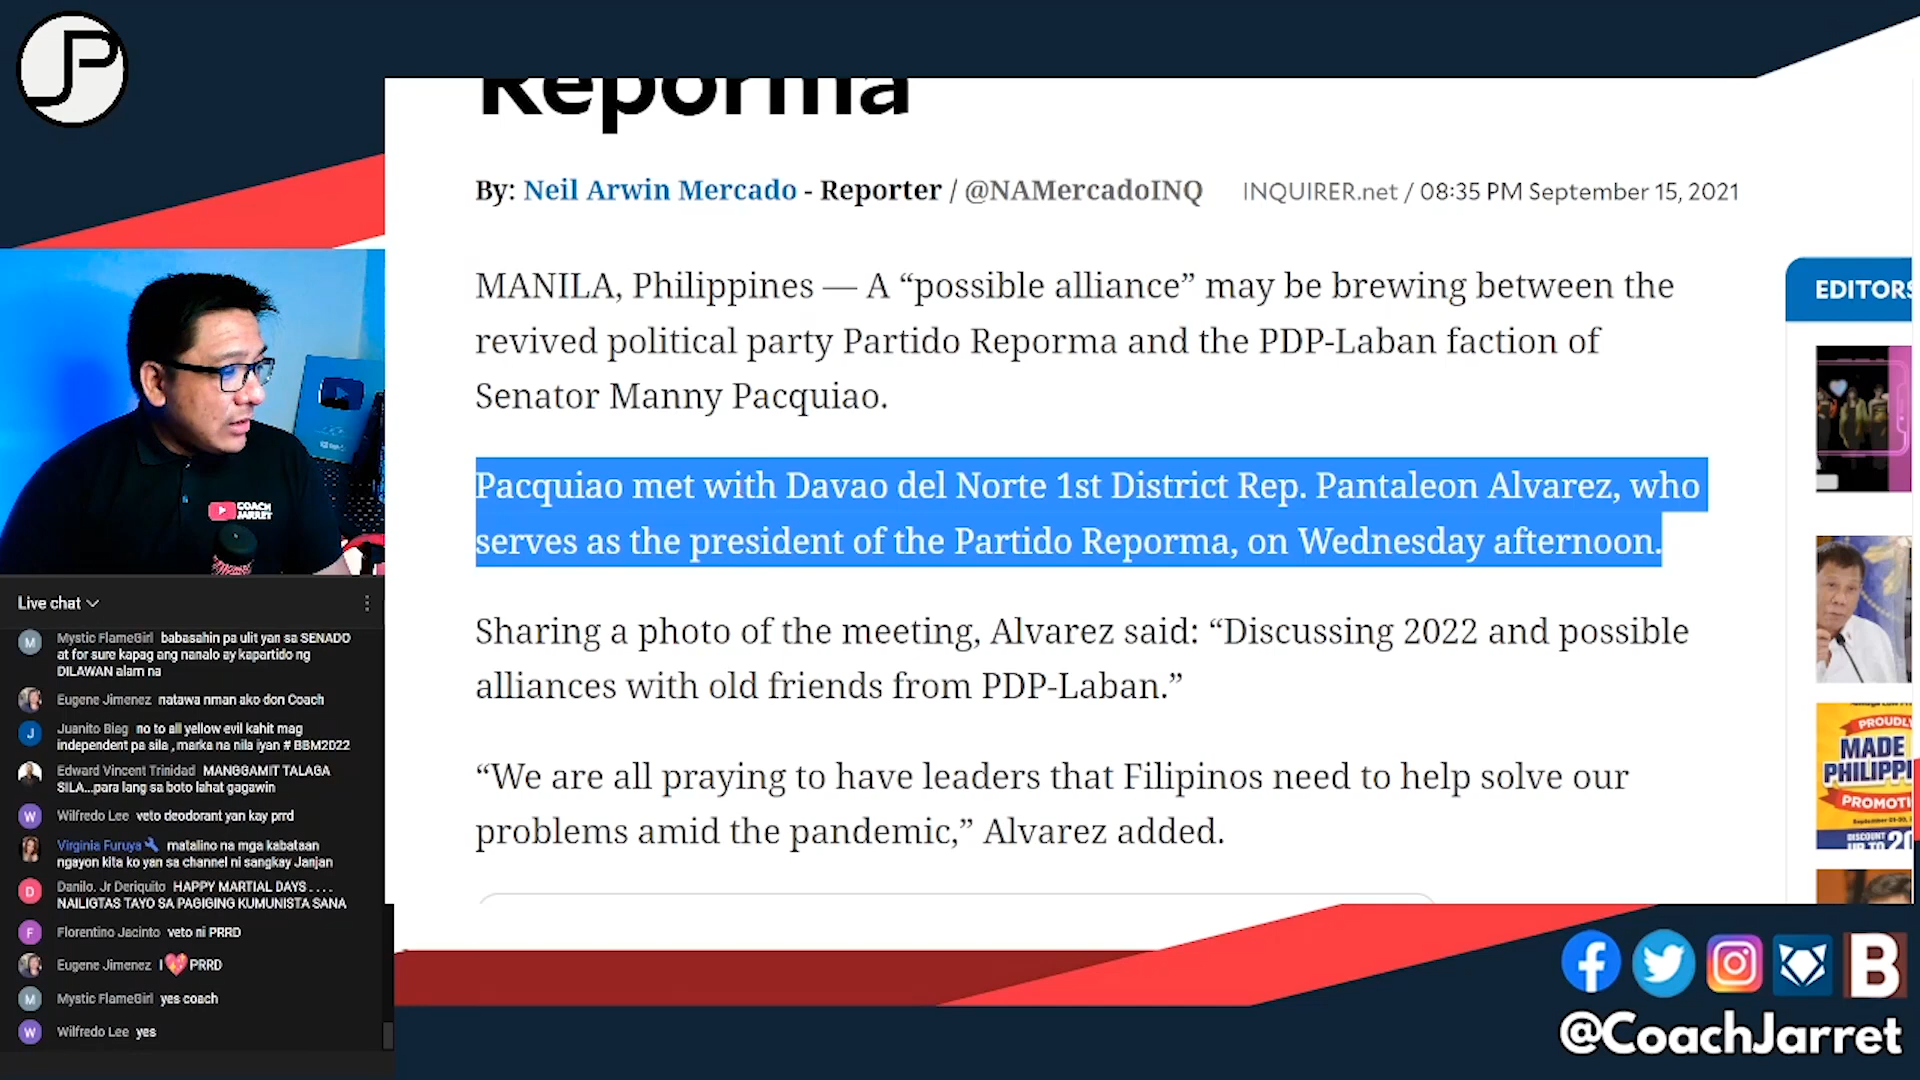 JP
Reporma
By: Neil Arwin Mercado - Reporter / @NAMercadoINQ INQUIRER.net / 08:35 PM September 15, 2021
MANILA, Philippines — A “possible alliance” may be brewing between the
revived political party Partido Reporma and the PDP-Laban faction of
Senator Manny Pacquiao.
Pacquiao met with Davao del Norte 1st District Rep. Pantaleon Alvarez, who
serves as the president of the Partido Reporma, on Wednesday afternoon.
Sharing a photo of the meeting, Alvarez said: “Discussing 2022 and possible
alliances with old friends from PDP-Laban.”
“We are all praying to have leaders that Filipinos need to help solve our
problems amid the pandemic,” Alvarez added.
EDITORS
PROUDLY
MADE
PHILIPPI
PROMOTI
DISCOUNT
UP TO 20
COACH
JARRET
Live chat
M Mystic FlameGirl babasahin pa ulit yan sa SENADO
at for sure kapag ang nanalo ay kapartido ng
DILAWAN alam na
Eugene Jimenez natawa nman ako don Coach
J Juanito Biag no to all yellow evil kahit mag
independent pa sila , marka na nila iyan # BBM2022
Edward Vincent Trinidad MANGGAMIT TALAGA
SILA...para lang sa boto lahat gagawin
W Wilfredo Lee veto deodorant yan kay prrd
Virginia Furuya matalino na mga kabataan
ngayon kita ko yan sa channel ni sangkay Janjan
D Danilo. Jr Deriquito HAPPY MARTIAL DAYS . . . .
NAILIGTAS TAYO SA PAGIGING KUMUNISTA SANA
F Florentino Jacinto veto ni PRRD
Eugene Jimenez I 💖 PRRD
M Mystic FlameGirl yes coach
W Wilfredo Lee yes
B
@CoachJarret